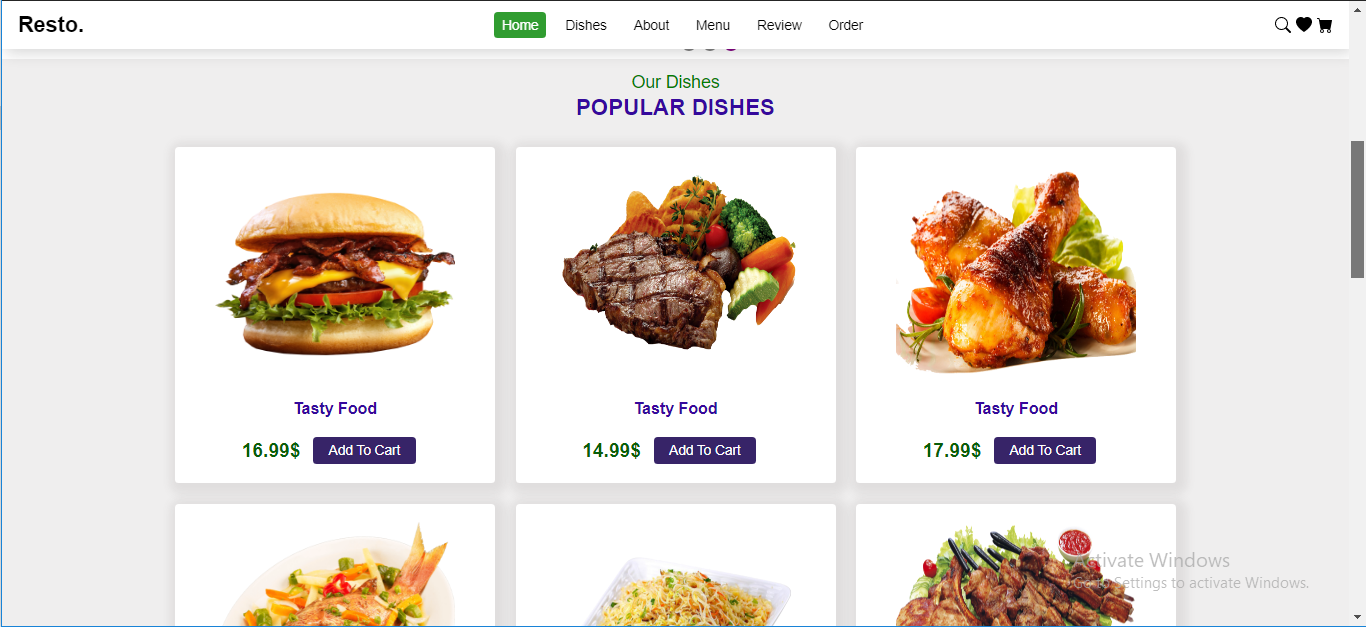 Resto.
Home Dishes About Menu Review Order
Our Dishes
POPULAR DISHES
Tasty Food
16.99$ Add To Cart
Tasty Food
14.99$ Add To Cart
Tasty Food
17.99$ Add To Cart
Activate Windows
Go to Settings to activate Windows.